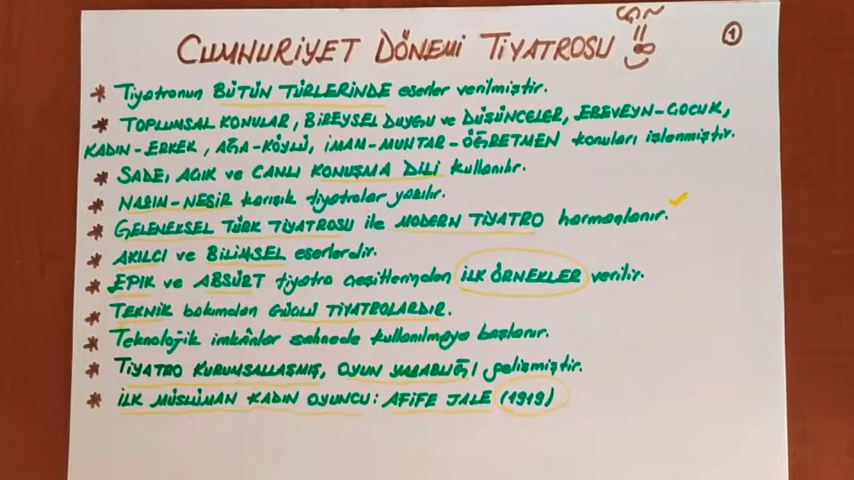 CUMHURİYET DÖNEMİ TİYATROSU
1
* Tiyatronun BÜTÜN TÜRLERİNDE eserler verilmiştir.
* TOPLUMSAL KONULAR, BİREYSEL DUYGU ve DÜŞÜNCELER, EBEVEYN-ÇOCUK,
KADIN-ERKEK, AĞA-KÖYLÜ, İMAM-MUHTAR-ÖĞRETMEN konuları işlenmiştir.
* SADE, AÇIK ve CANLI KONUŞMA DİLİ kullanılır.
* NAZIM-NESİR karışık tiyatrolar yazılır.
* GELENEKSEL TÜRK TİYATROSU ile MODERN TİYATRO harmanlanır.
* AKILCI ve BİLİMSEL eserlerdir.
* EPİK ve ABSÜRT tiyatro çeşitlerinden İLK ÖRNEKLER verilir.
* TEKNİK bakımdan GÜÇLÜ TİYATROLARDIR.
* Teknolojik imkânlar sahnede kullanılmaya başlanır.
* TİYATRO KURUMSALLAŞMIŞ, OYUN YAZARLIĞI gelişmiştir.
* İLK MÜSLÜMAN KADIN OYUNCU: AFİFE JALE (1919)